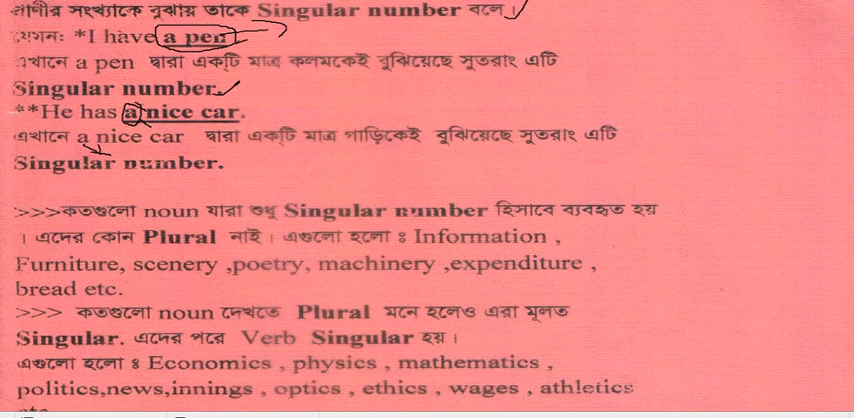 প্রাণীর সংখ্যাকে বুঝায় তাকে Singular number বলে।
যেমনঃ *I have a pen.
এখানে a pen দ্বারা একটি মাত্র কলমকেই বুঝিয়েছে সুতরাং এটি
Singular number.
**He has a nice car.
এখানে a nice car দ্বারা একটি মাত্র গাড়িকেই বুঝিয়েছে সুতরাং এটি
Singular number.
>>>কতগুলো noun যারা শুধু Singular number হিসাবে ব্যবহৃত হয়
। এদের কোন Plural নাই। এগুলো হলো ঃ Information ,
Furniture, scenery ,poetry, machinery ,expenditure ,
bread etc.
>>> কতগুলো noun দেখতে Plural মনে হলেও এরা মূলত
Singular. এদের পরে Verb Singular হয়।
এগুলো হলো ঃ Economics , physics , mathematics ,
politics,news,innings , optics , ethics , wages , athletics